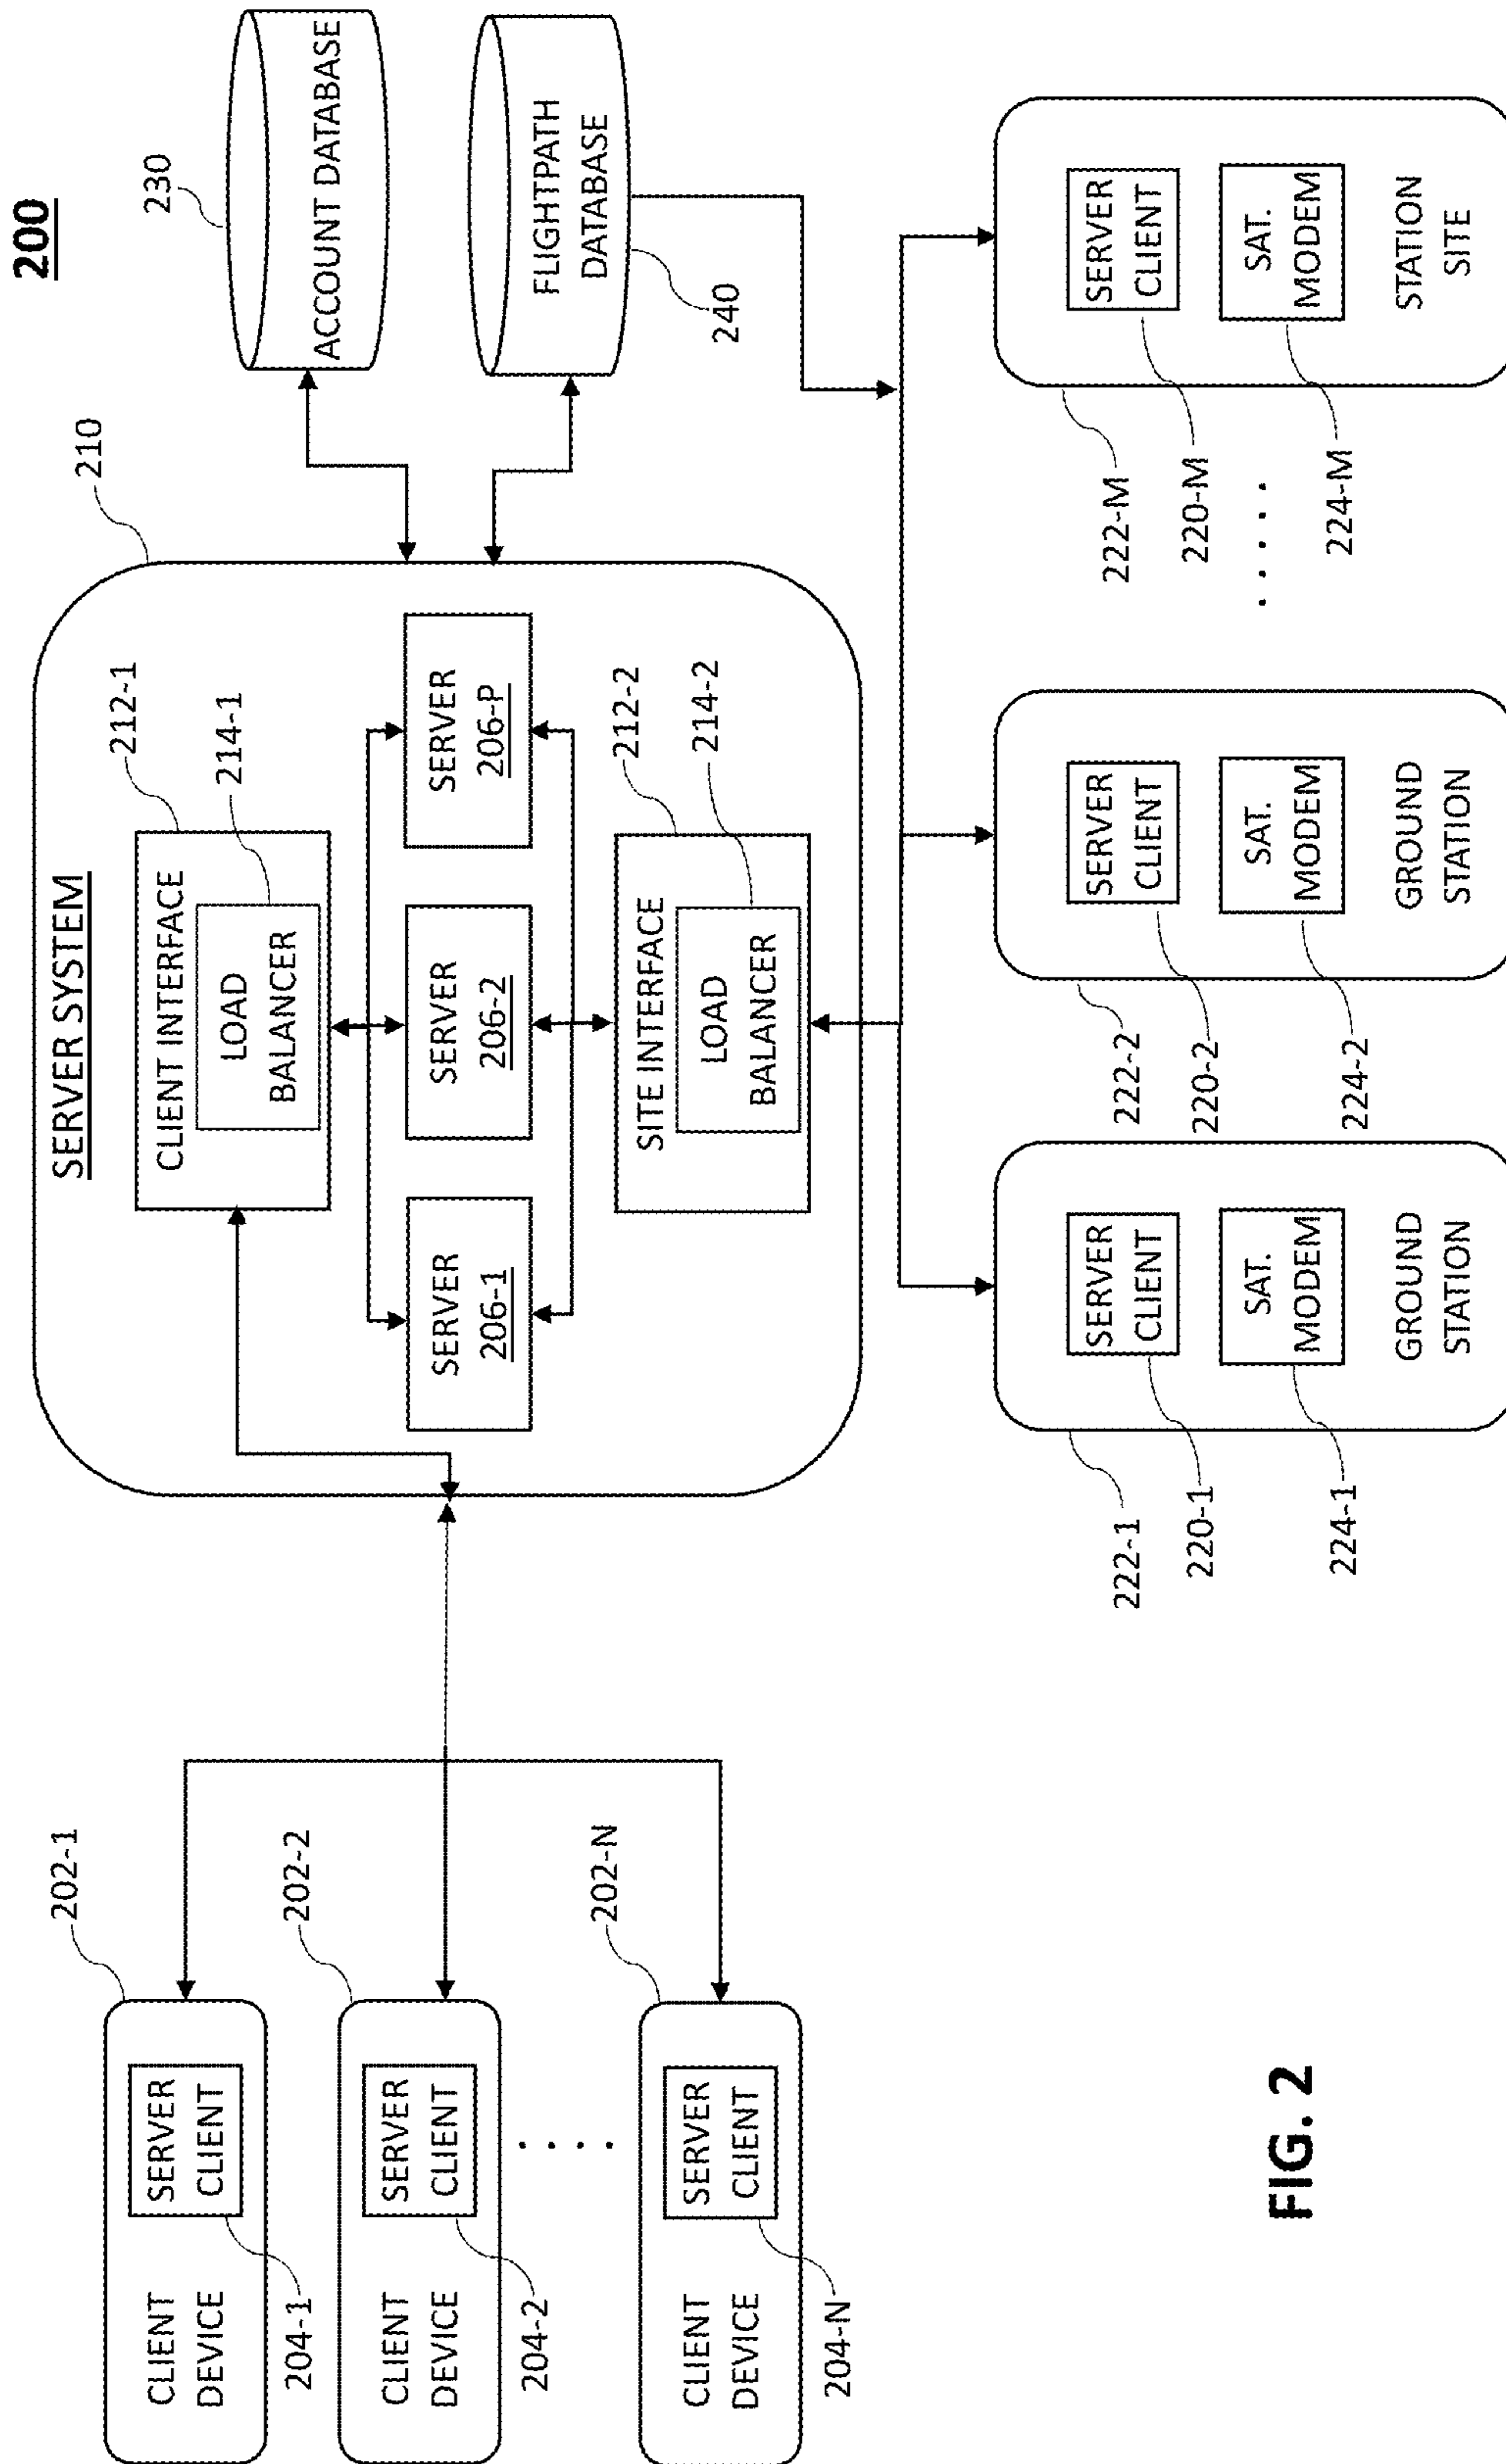 200
SERVER SYSTEM
210
230
ACCOUNT DATABASE
FLIGHTPATH
DATABASE
240
CLIENT INTERFACE
212-1
LOAD
BALANCER
214-1
SERVER
206-1
SERVER
206-2
SERVER
206-P
SITE INTERFACE
212-2
LOAD
BALANCER
214-2
202-1
CLIENT
DEVICE
SERVER
CLIENT
204-1
202-2
CLIENT
DEVICE
SERVER
CLIENT
204-2
. . . .
202-N
CLIENT
DEVICE
SERVER
CLIENT
204-N
222-1
SERVER
CLIENT
220-1
SAT.
MODEM
224-1
GROUND
STATION
222-2
SERVER
CLIENT
220-2
SAT.
MODEM
224-2
GROUND
STATION
. . . . .
222-M
SERVER
CLIENT
220-M
SAT.
MODEM
224-M
STATION
SITE
FIG. 2